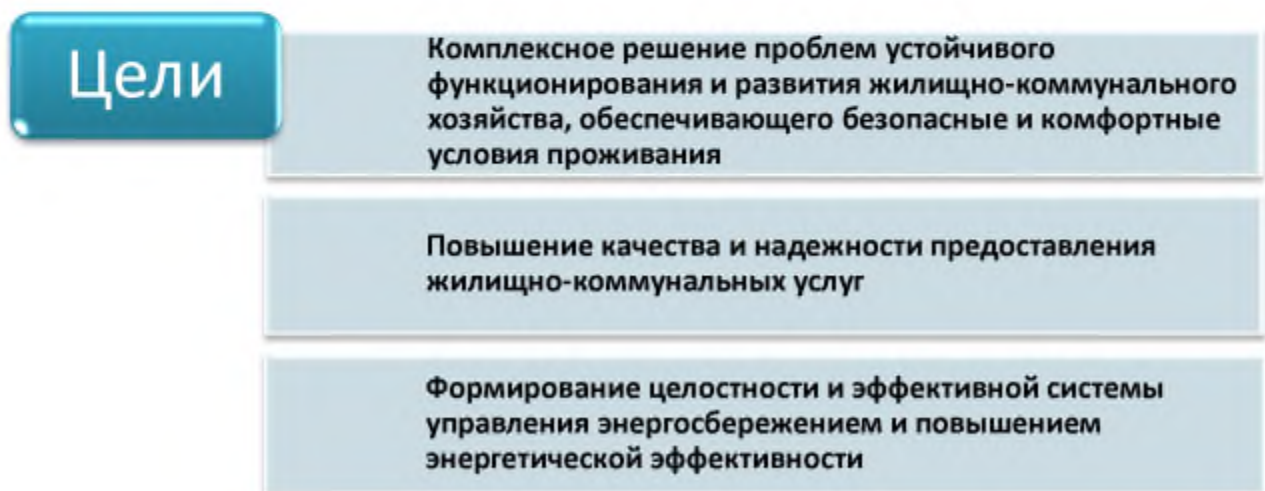 Цели
Комплексное решение проблем устойчивого
функционирования и развития жилищно-коммунального
хозяйства, обеспечивающего безопасные и комфортные
условия проживания
Повышение качества и надежности предоставления
жилищно-коммунальных услуг
Формирование целостности и эффективной системы
управления энергосбережением и повышением
энергетической эффективности